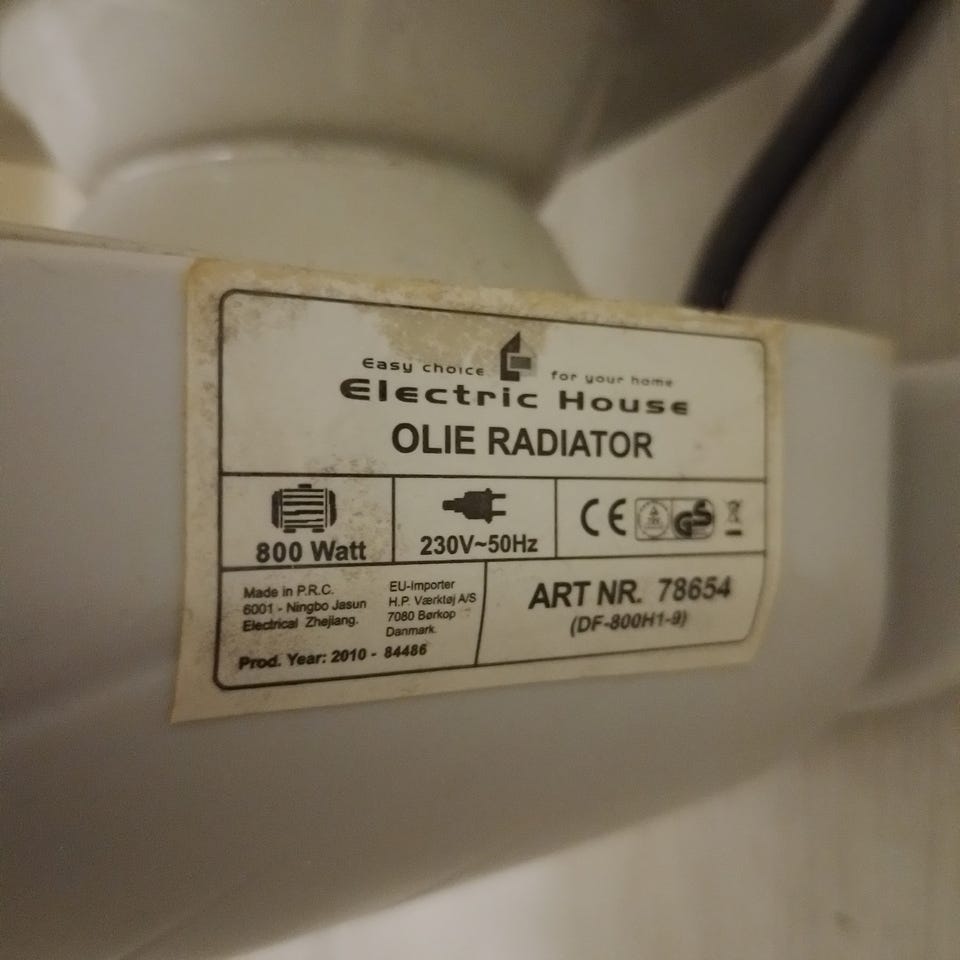 Easy choice for your home
Electric House
OLIE RADIATOR
800 Watt
230V~50Hz
CE
GS
Made in P.R.C.
6001 - Ningbo Jasun
Electrical Zhejiang.
EU-Importer
H.P. Værktøj A/S
7080 Børkop
Danmark.
Prod. Year: 2010 - 84486
ART NR. 78654
(DF-800H1-9)